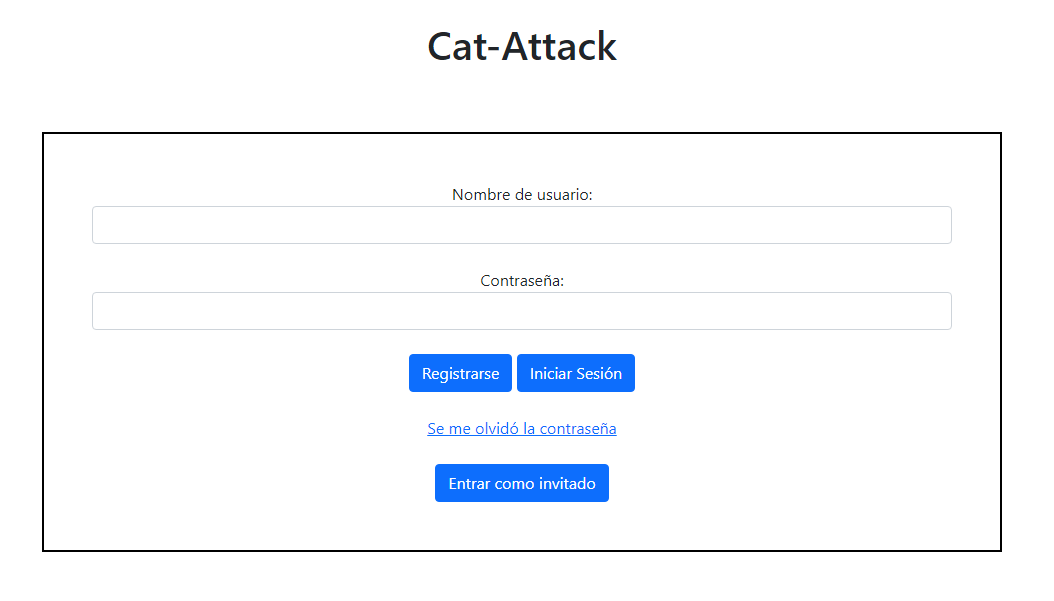 Cat-Attack
Nombre de usuario:
Contraseña:
Registrarse Iniciar Sesión
Se me olvidó la contraseña
Entrar como invitado